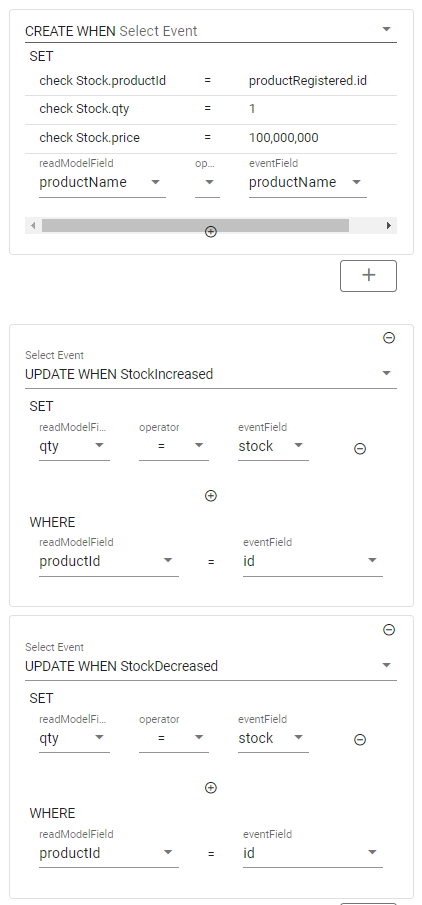 CREATE WHEN Select Event
SET
check Stock.productId = productRegistered.id
check Stock.qty = 1
check Stock.price = 100,000,000
readModelField op... eventField
productName productName
+
Select Event
UPDATE WHEN StockIncreased
SET
readModelFi... operator eventField
qty = stock
WHERE
readModelField eventField
productId = id
Select Event
UPDATE WHEN StockDecreased
SET
readModelFi... operator eventField
qty = stock
WHERE
readModelField eventField
productId = id